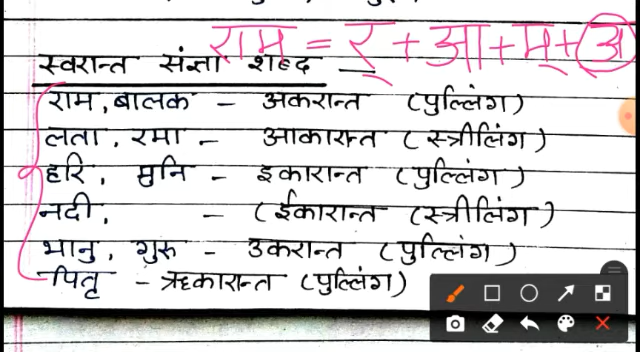 राम = र् + आ + म् + अ
स्वरान्त संज्ञा शब्द –
राम, बालक - अकरान्त (पुल्लिंग)
लता, रमा - आकारान्त (स्त्रीलिंग)
हरि, मुनि - इकारान्त (पुल्लिंग)
नदी, - (ईकारान्त (स्त्रीलिंग)
भानु, गुरू - उकरान्त (पुल्लिंग)
पितृ - ऋकारान्त (पुल्लिंग)